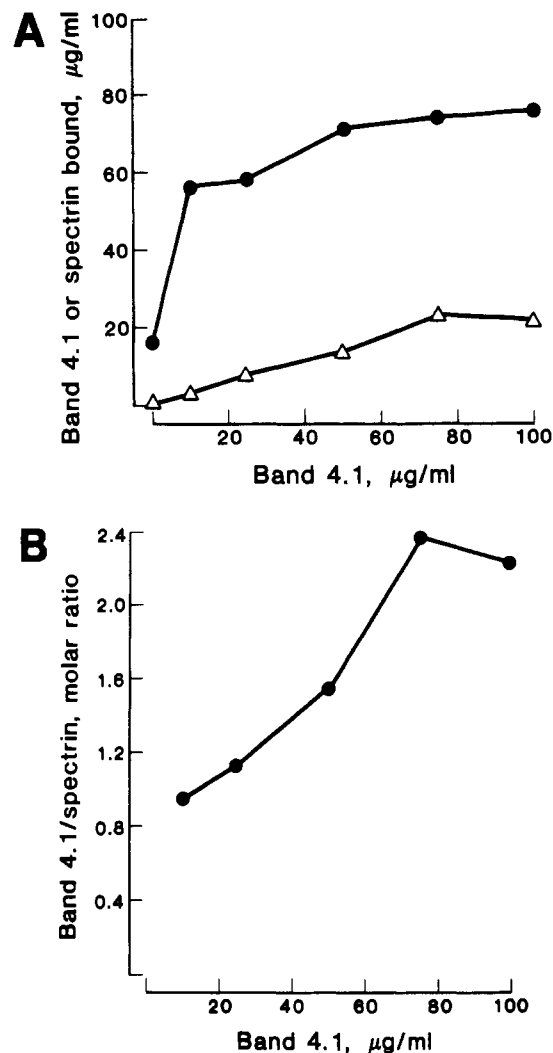 A
Band 4.1 or spectrin bound, µg/ml
100
80
60
40
20
20 40 60 80 100
Band 4.1, µg/ml
B
Band 4.1/spectrin, molar ratio
2.4
2.0
1.6
1.2
0.8
0.4
20 40 60 80 100
Band 4.1, µg/ml